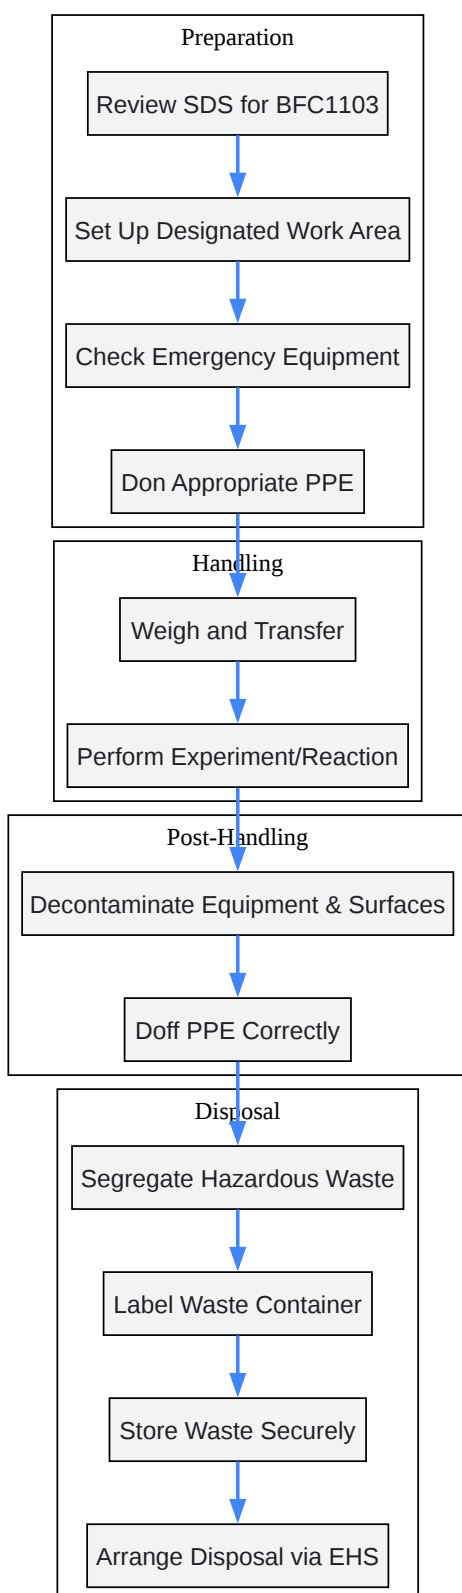 Preparation
Review SDS for BFC1103
Set Up Designated Work Area
Check Emergency Equipment
Don Appropriate PPE
Handling
Weigh and Transfer
Perform Experiment/Reaction
Post-Handling
Decontaminate Equipment & Surfaces
Doff PPE Correctly
Disposal
Segregate Hazardous Waste
Label Waste Container
Store Waste Securely
Arrange Disposal via EHS